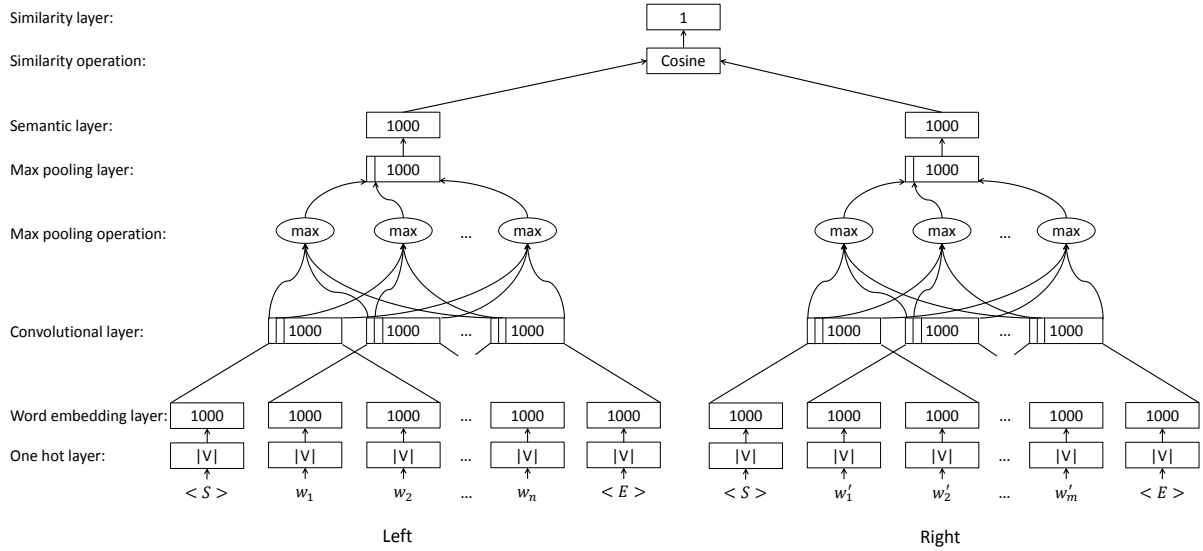 Similarity layer: 1
Similarity operation: Cosine
Semantic layer: 1000 1000
Max pooling layer: 1000 1000
Max pooling operation: max max ... max max max ... max
Convolutional layer: 1000 1000 ... 1000 1000 1000 ... 1000
Word embedding layer: 1000 1000 1000 ... 1000 1000 1000 1000 1000 ... 1000 1000
One hot layer: |V| |V| |V| ... |V| |V| |V| |V| |V| ... |V| |V|
< S > w₁ w₂ ... wₙ < E > < S > w′₁ w′₂ ... w′ₘ < E >
Left Right